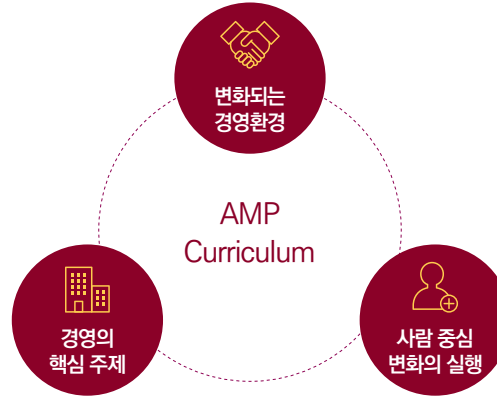 변화되는
경영환경
AMP
Curriculum
경영의
핵심 주제
사람 중심
변화의 실행